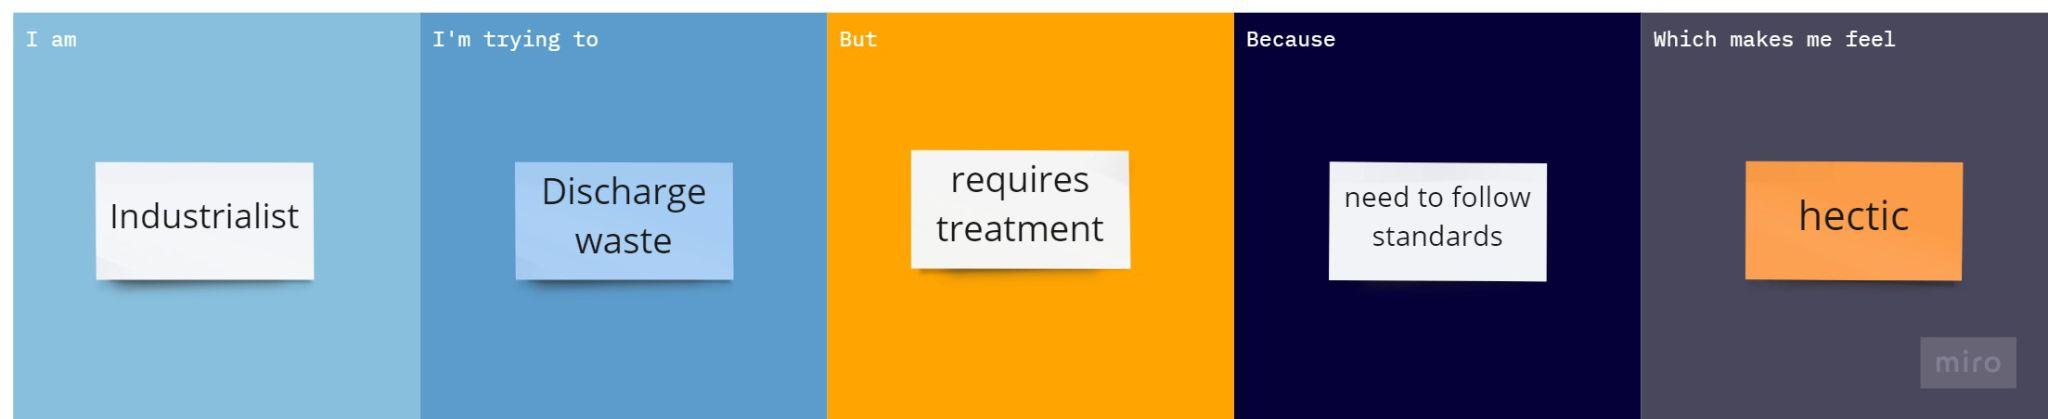 I am
Industrialist
I'm trying to
Discharge
waste
But
requires
treatment
Because
need to follow
standards
Which makes me feel
hectic
miro